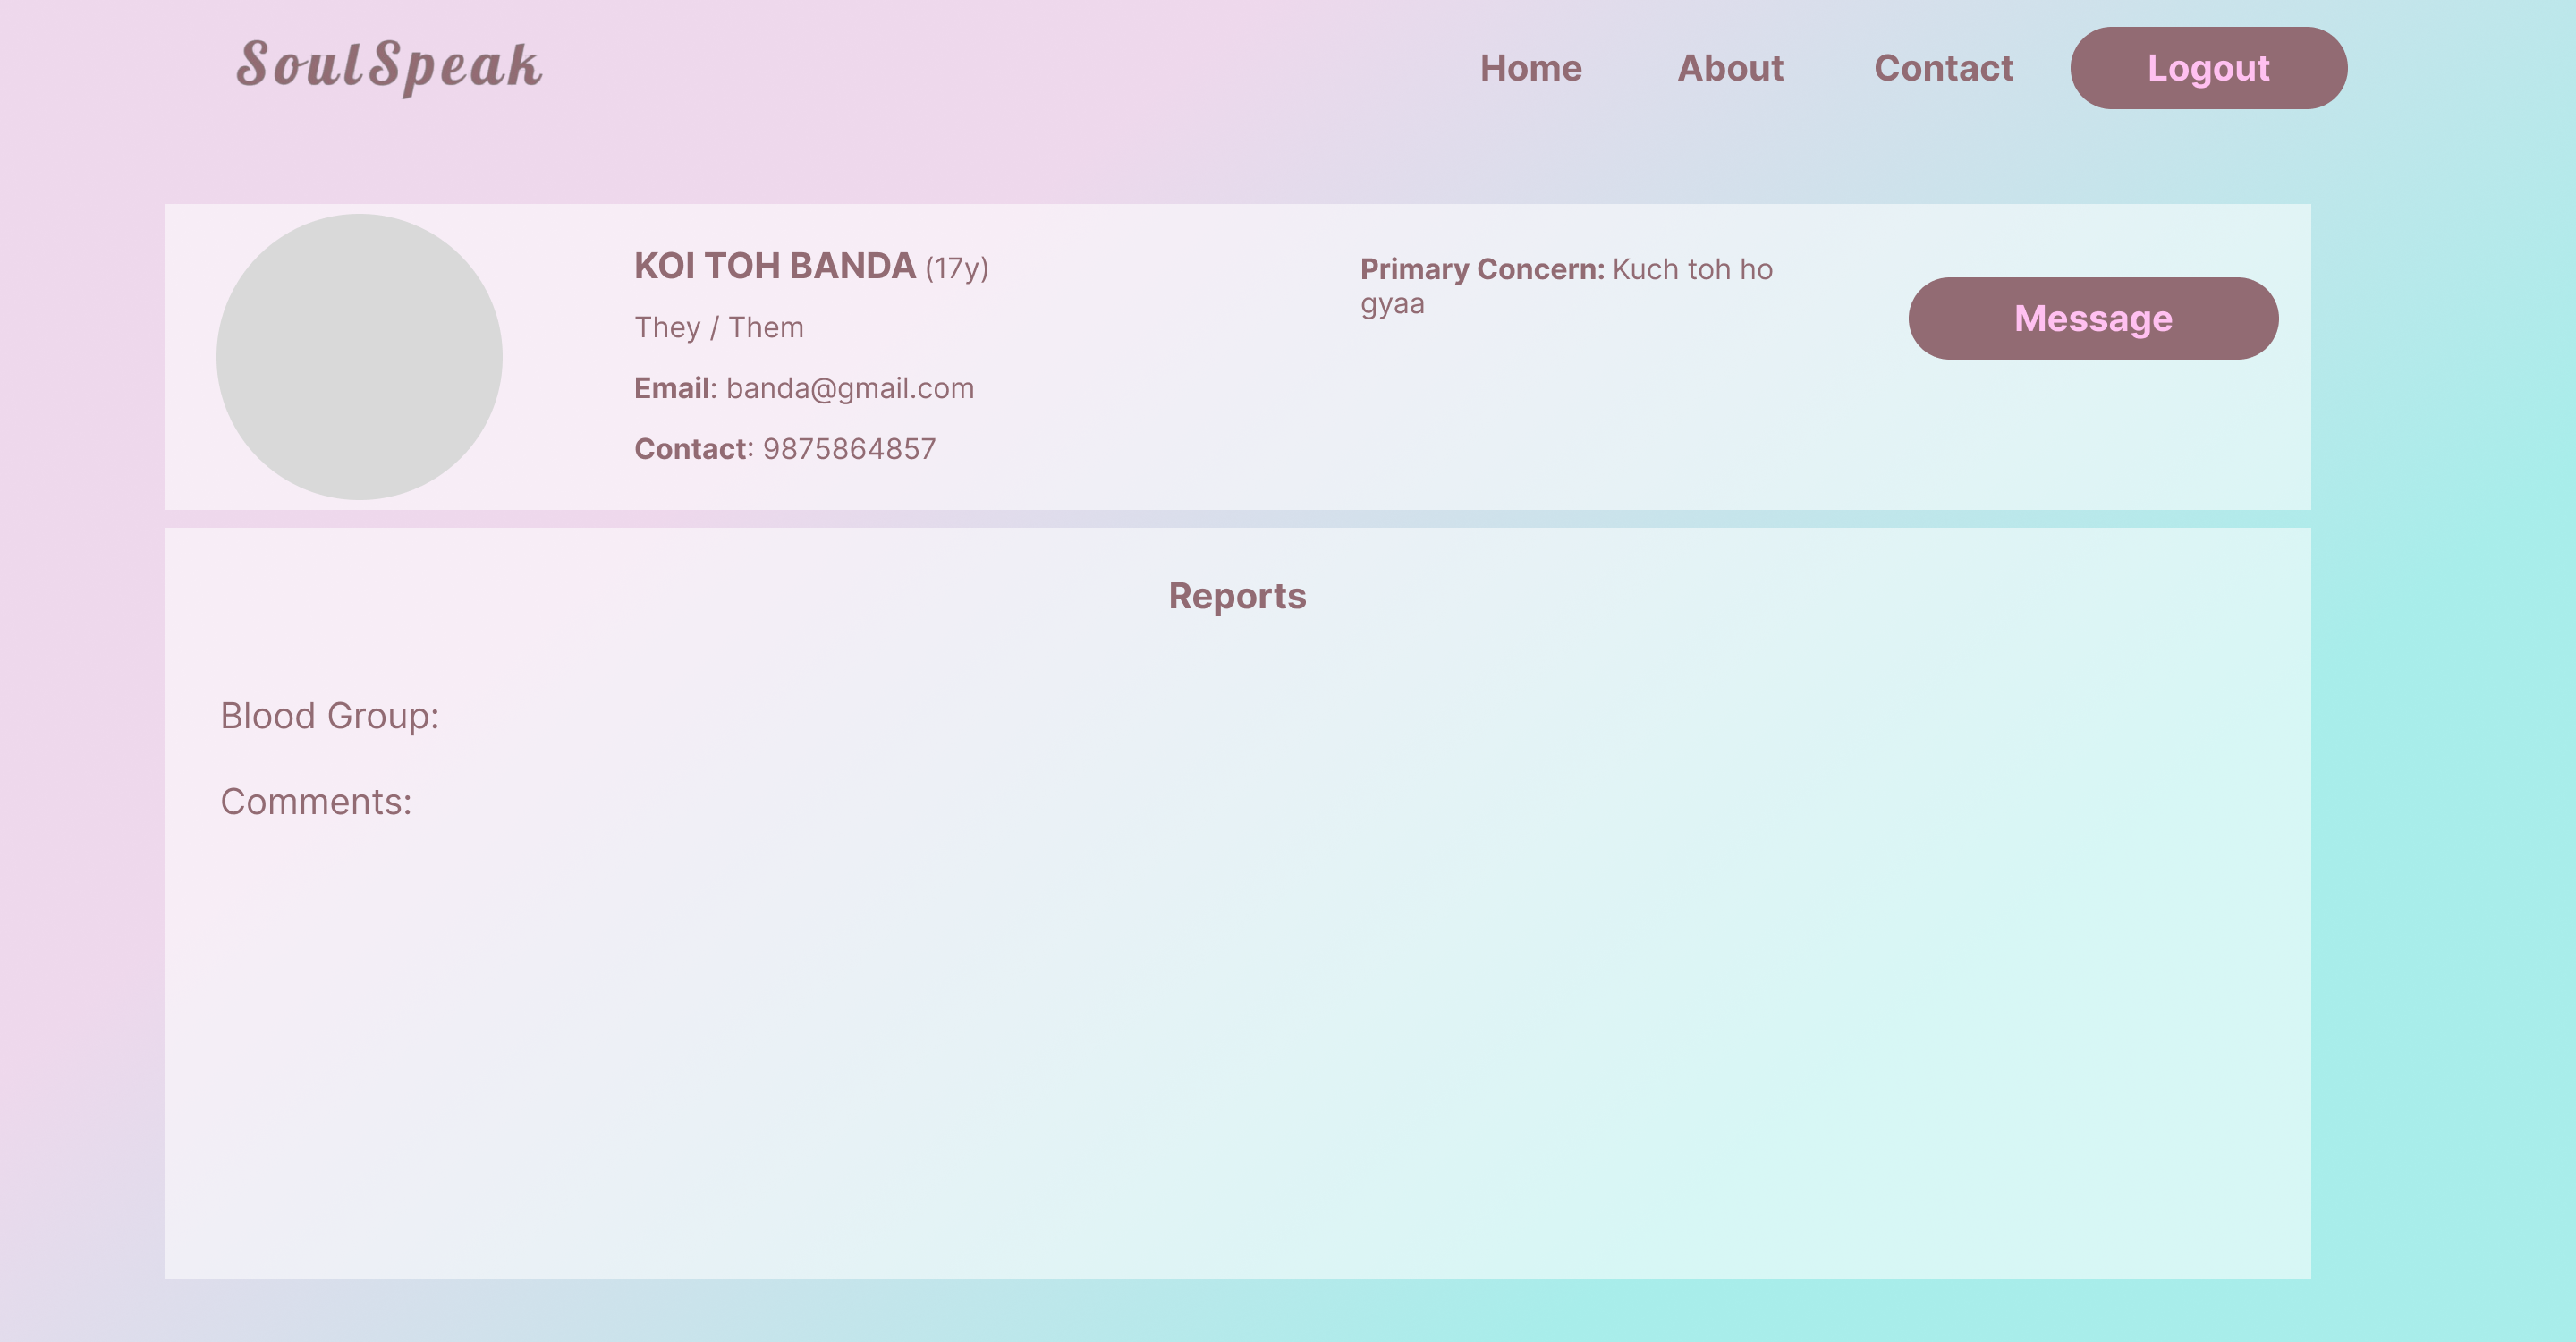 SoulSpeak
Home About Contact Logout
KOI TOH BANDA (17y)
They / Them
Email: banda@gmail.com
Contact: 9875864857
Primary Concern: Kuch toh ho
gyaa
Message
Reports
Blood Group:
Comments: